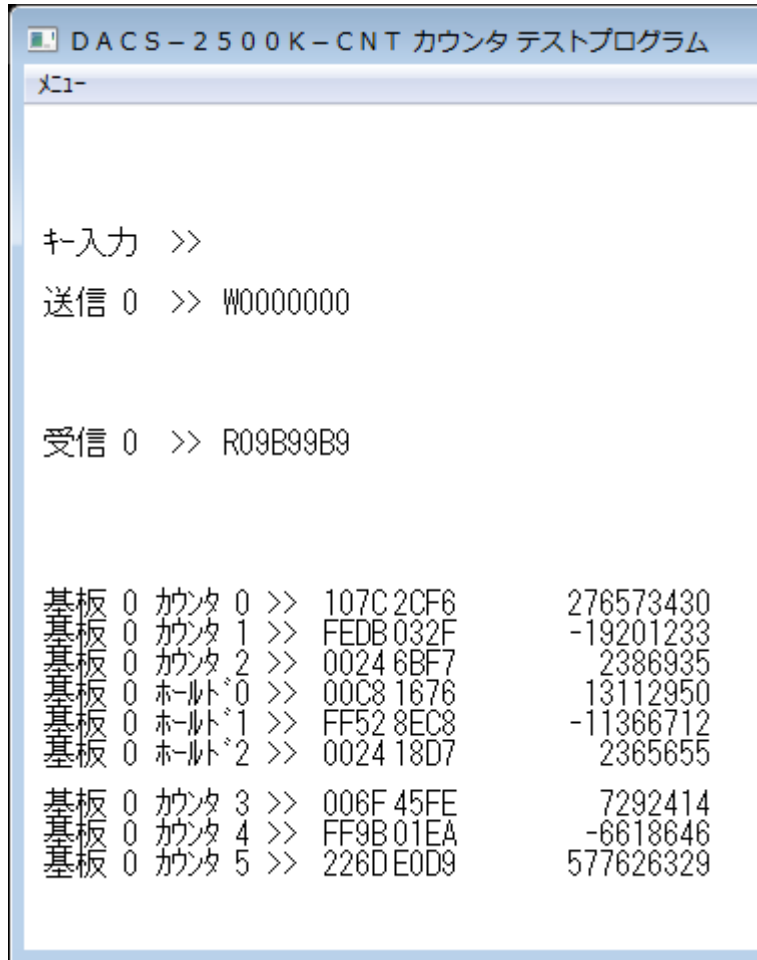 DACS-2500K-CNT カウンタ テストプログラム
メニュー
キー入力 >>
送信 0 >> W0000000
受信 0 >> R09B99B9
基板 0 カウンタ 0 >> 107C 2CF6 276573430
基板 0 カウンタ 1 >> FEDB 032F -19201233
基板 0 カウンタ 2 >> 0024 6BF7 2386935
基板 0 ホールド0 >> 00C8 1676 13112950
基板 0 ホールド1 >> FF52 8EC8 -11366712
基板 0 ホールド2 >> 0024 18D7 2365655
基板 0 カウンタ 3 >> 006F 45FE 7292414
基板 0 カウンタ 4 >> FF9B 01EA -6618646
基板 0 カウンタ 5 >> 226D E0D9 577626329